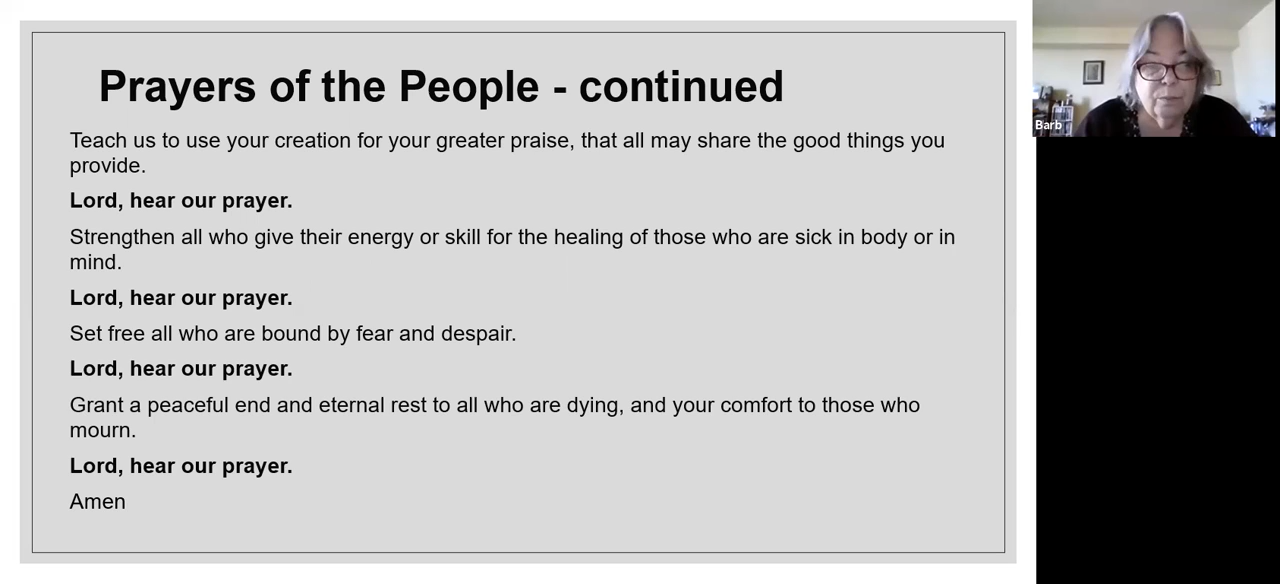 Prayers of the People - continued
Teach us to use your creation for your greater praise, that all may share the good things you
provide.
Lord, hear our prayer.
Strengthen all who give their energy or skill for the healing of those who are sick in body or in
mind.
Lord, hear our prayer.
Set free all who are bound by fear and despair.
Lord, hear our prayer.
Grant a peaceful end and eternal rest to all who are dying, and your comfort to those who
mourn.
Lord, hear our prayer.
Amen
Barb